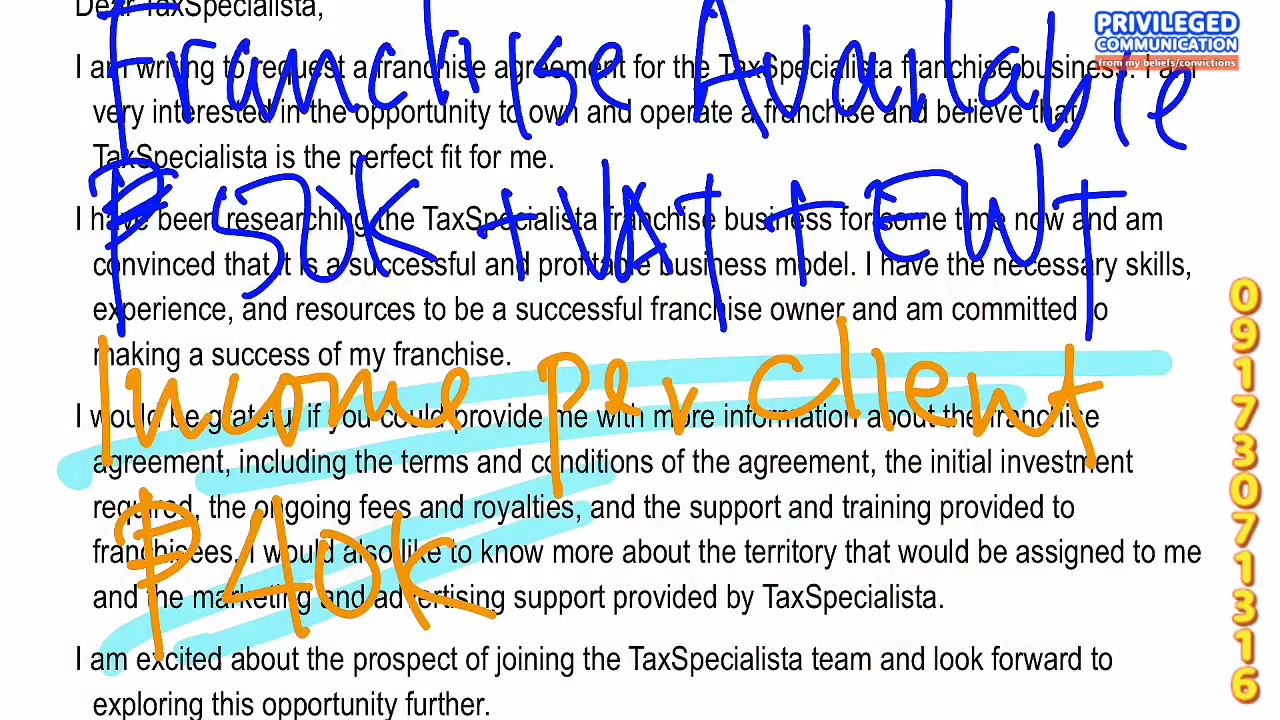 Dear TaxSpecialista,
I am writing to request a franchise agreement for the TaxSpecialista franchise business. I am
very interested in the opportunity to own and operate a franchise and believe that
TaxSpecialista is the perfect fit for me.
I have been researching the TaxSpecialista franchise business for some time now and am
convinced that it is a successful and profitable business model. I have the necessary skills,
experience, and resources to be a successful franchise owner and am committed to
making a success of my franchise.
I would be grateful if you could provide me with more information about the franchise
agreement, including the terms and conditions of the agreement, the initial investment
required, the ongoing fees and royalties, and the support and training provided to
franchisees. I would also like to know more about the territory that would be assigned to me
and the marketing and advertising support provided by TaxSpecialista.
I am excited about the prospect of joining the TaxSpecialista team and look forward to
exploring this opportunity further.
Franchise Available
₱50K + VAT + EWT
Income per client
₱40K
PRIVILEGED
COMMUNICATION
from my beliefs/convictions
09173071316